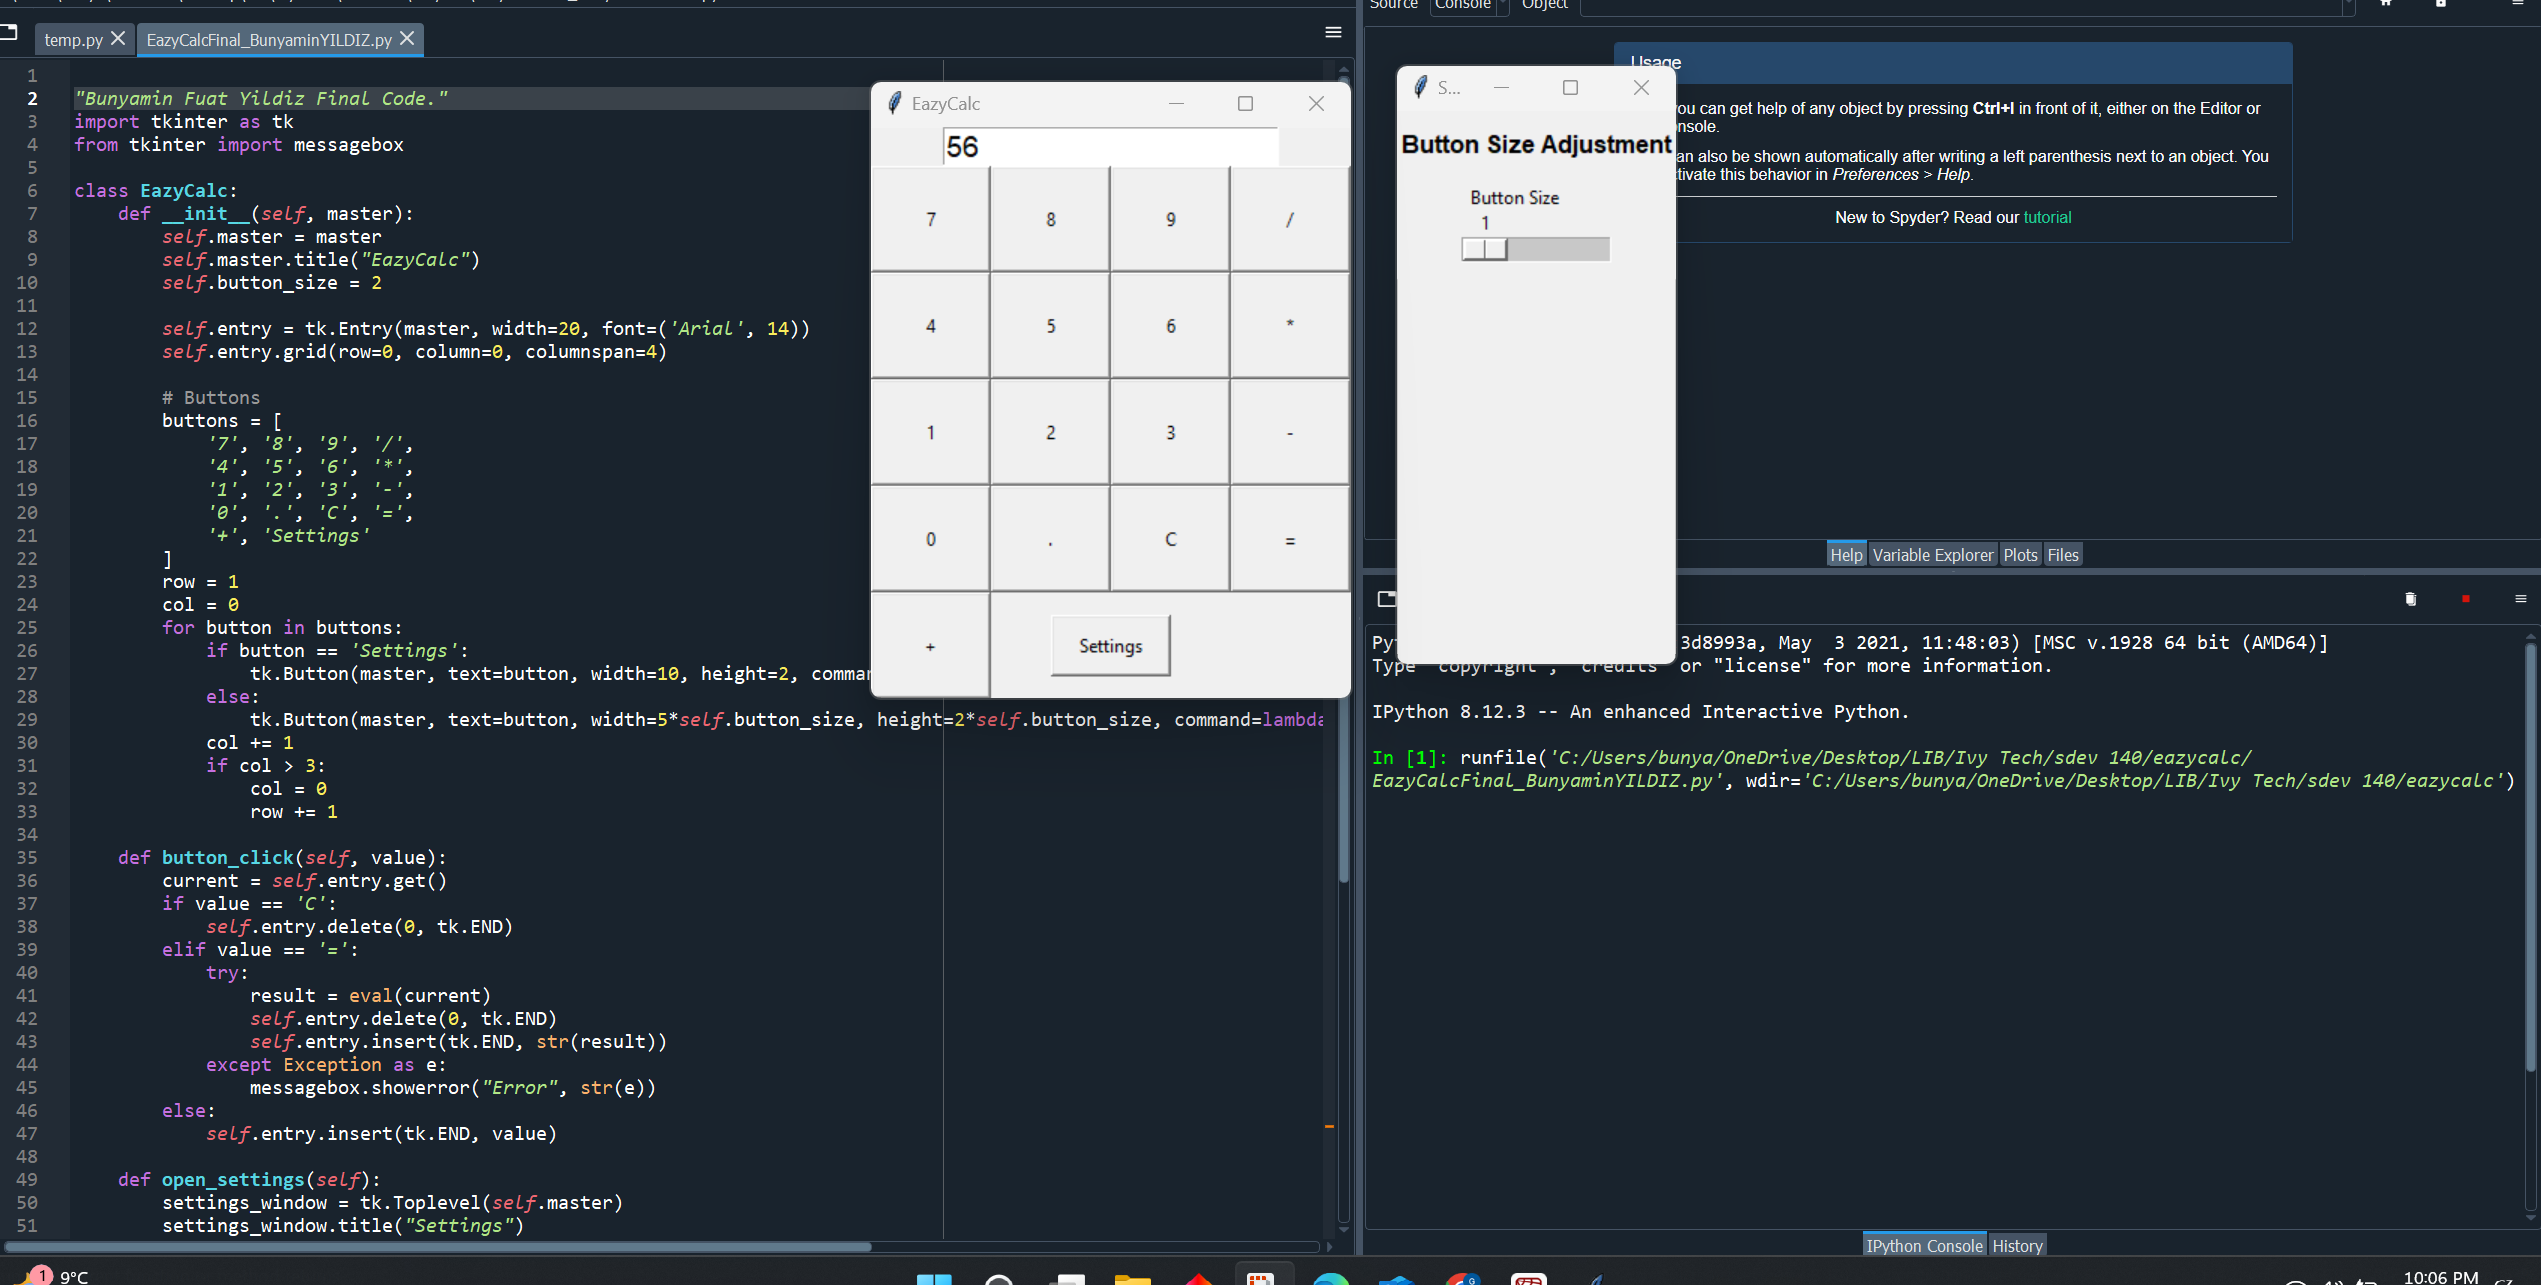 Source Console Object
temp.py
EazyCalcFinal_BunyaminYILDIZ.py
1
2 "Bunyamin Fuat Yildiz Final Code."
3 import tkinter as tk
4 from tkinter import messagebox
5
6 class EazyCalc:
7 def __init__(self, master):
8 self.master = master
9 self.master.title("EazyCalc")
10 self.button_size = 2
11
12 self.entry = tk.Entry(master, width=20, font=('Arial', 14))
13 self.entry.grid(row=0, column=0, columnspan=4)
14
15 # Buttons
16 buttons = [
17 '7', '8', '9', '/',
18 '4', '5', '6', '*',
19 '1', '2', '3', '-',
20 '0', '.', 'C', '=',
21 '+', 'Settings'
22 ]
23 row = 1
24 col = 0
25 for button in buttons:
26 if button == 'Settings':
27 tk.Button(master, text=button, width=10, height=2, comman
28 else:
29 tk.Button(master, text=button, width=5*self.button_size, height=2*self.button_size, command=lambda
30 col += 1
31 if col > 3:
32 col = 0
33 row += 1
34
35 def button_click(self, value):
36 current = self.entry.get()
37 if value == 'C':
38 self.entry.delete(0, tk.END)
39 elif value == '=':
40 try:
41 result = eval(current)
42 self.entry.delete(0, tk.END)
43 self.entry.insert(tk.END, str(result))
44 except Exception as e:
45 messagebox.showerror("Error", str(e))
46 else:
47 self.entry.insert(tk.END, value)
48
49 def open_settings(self):
50 settings_window = tk.Toplevel(self.master)
51 settings_window.title("Settings")
EazyCalc
56
7 8 9 /
4 5 6 *
1 2 3 -
0 . C =
+ Settings
S...
Button Size Adjustment
Button Size
1
Usage
you can get help of any object by pressing Ctrl+I in front of it, either on the Editor or
nsole.
an also be shown automatically after writing a left parenthesis next to an object. You
tivate this behavior in Preferences > Help.
New to Spyder? Read our tutorial
Help Variable Explorer Plots Files
Py 3d8993a, May 3 2021, 11:48:03) [MSC v.1928 64 bit (AMD64)]
Type "copyright", "credits" or "license" for more information.
IPython 8.12.3 -- An enhanced Interactive Python.
In [1]: runfile('C:/Users/bunya/OneDrive/Desktop/LIB/Ivy Tech/sdev 140/eazycalc/
EazyCalcFinal_BunyaminYILDIZ.py', wdir='C:/Users/bunya/OneDrive/Desktop/LIB/Ivy Tech/sdev 140/eazycalc')
IPython Console History
1 9°C
10:06 PM